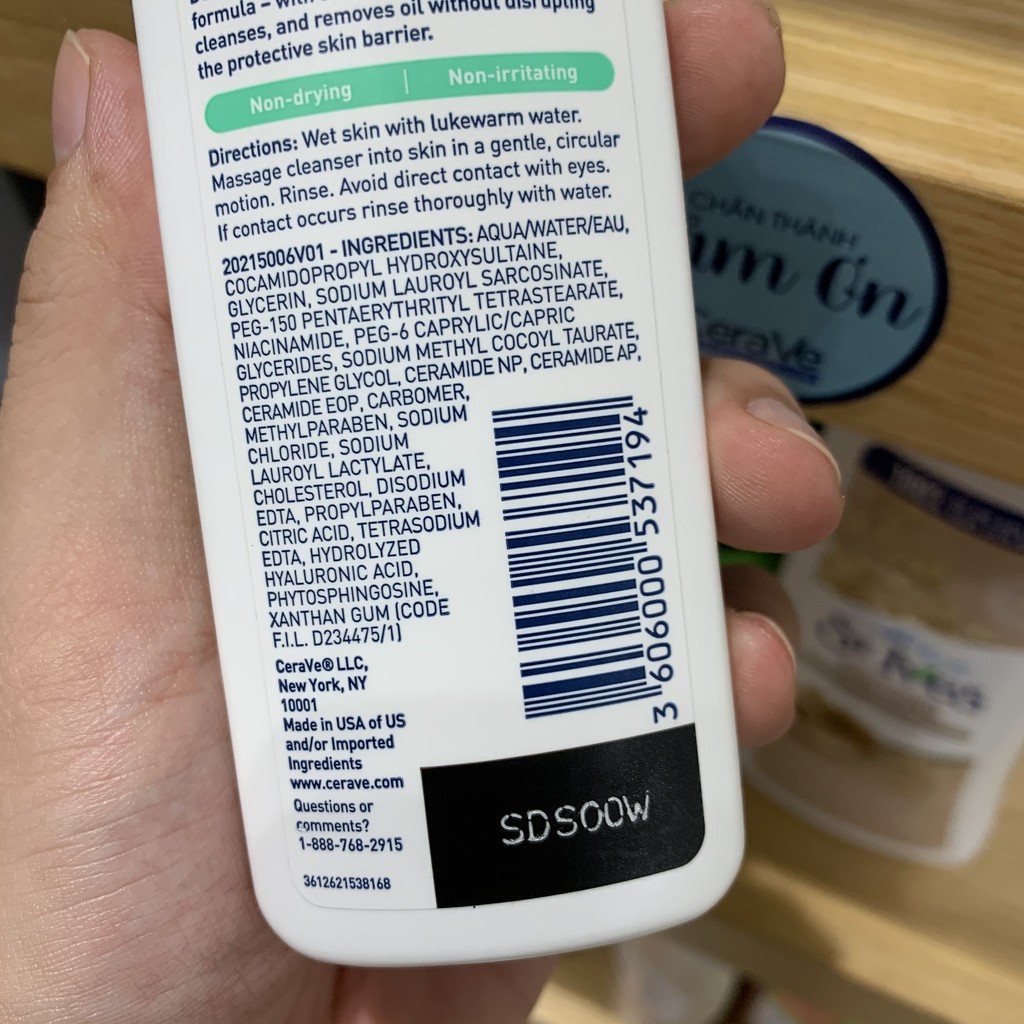 formula –
cleanses, and removes oil without disrupting
the protective skin barrier.
Non-drying | Non-irritating
Directions: Wet skin with lukewarm water.
Massage cleanser into skin in a gentle, circular
motion. Rinse. Avoid direct contact with eyes.
If contact occurs rinse thoroughly with water.
20215006V01 - INGREDIENTS: AQUA/WATER/EAU,
COCAMIDOPROPYL HYDROXYSULTAINE,
GLYCERIN, SODIUM LAUROYL SARCOSINATE,
PEG-150 PENTAERYTHRITYL TETRASTEARATE,
NIACINAMIDE, PEG-6 CAPRYLIC/CAPRIC
GLYCERIDES, SODIUM METHYL COCOYL TAURATE,
PROPYLENE GLYCOL, CERAMIDE NP, CERAMIDE AP,
CERAMIDE EOP, CARBOMER,
METHYLPARABEN, SODIUM
CHLORIDE, SODIUM
LAUROYL LACTYLATE,
CHOLESTEROL, DISODIUM
EDTA, PROPYLPARABEN,
CITRIC ACID, TETRASODIUM
EDTA, HYDROLYZED
HYALURONIC ACID,
PHYTOSPHINGOSINE,
XANTHAN GUM (CODE
F.I.L. D234475/1)
CeraVe® LLC,
New York, NY
10001
Made in USA of US
and/or Imported
Ingredients
www.cerave.com
Questions or
comments?
1-888-768-2915
3612621538168
3 606000 537194
SDS00W
CHÂN THÀNH
Ơn
CeraVe